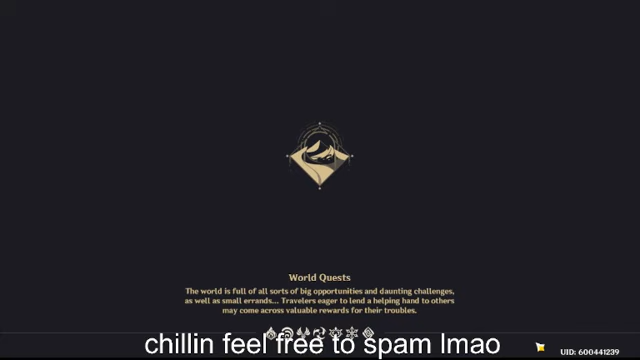 World Quests
The world is full of all sorts of big opportunities and daunting challenges,
as well as small errands... Travelers eager to lend a helping hand to others
may come across valuable rewards for their troubles.
chillin feel free to spam lmao
UID: 600441239